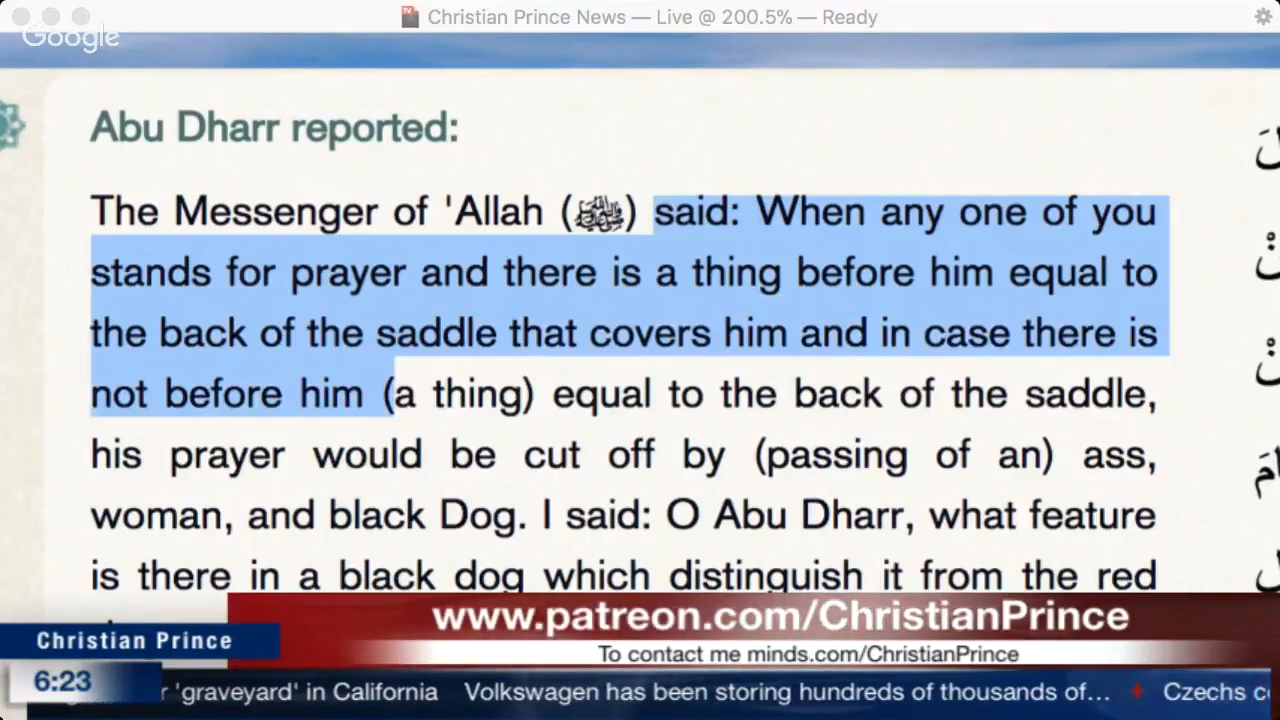 Christian Prince News — Live @ 200.5% — Ready
Google
Abu Dharr reported:
The Messenger of 'Allah (ﷺ) said: When any one of you
stands for prayer and there is a thing before him equal to
the back of the saddle that covers him and in case there is
not before him (a thing) equal to the back of the saddle,
his prayer would be cut off by (passing of an) ass,
woman, and black Dog. I said: O Abu Dharr, what feature
is there in a black dog which distinguish it from the red
www.patreon.com/ChristianPrince
Christian Prince
To contact me minds.com/ChristianPrince
6:23
'graveyard' in California Volkswagen has been storing hundreds of thousands of... Czechs